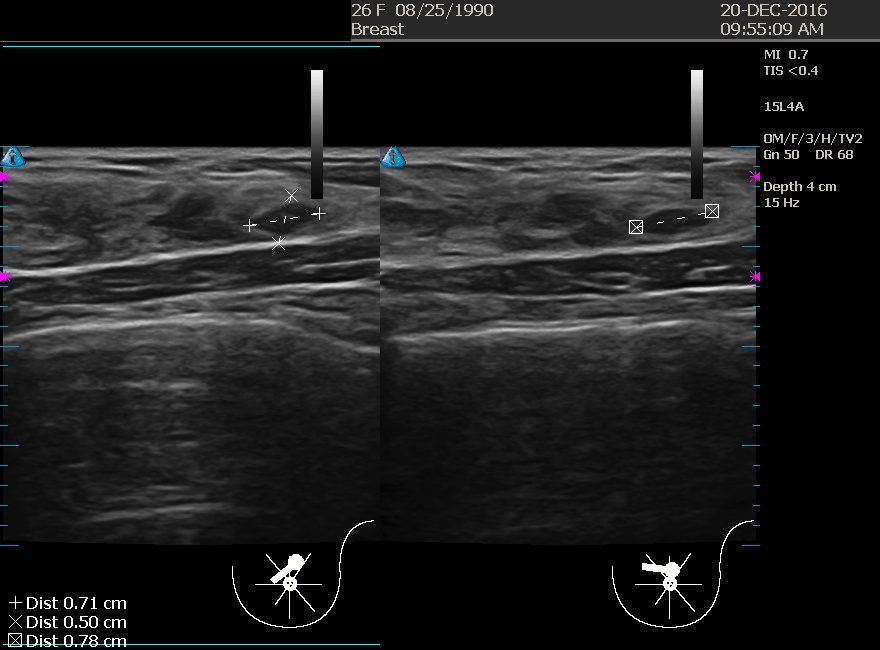 26 F 08/25/1990 20-DEC-2016
Breast 09:55:09 AM
MI 0.7
TIS <0.4
15L4A
OM/F/3/H/TV2
Gn 50 DR 68
Depth 4 cm
15 Hz
Dist 0.71 cm
Dist 0.50 cm
Dist 0.78 cm